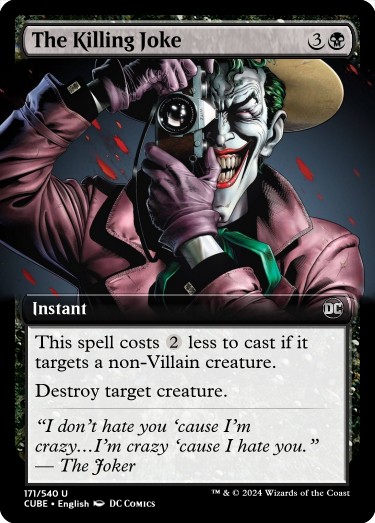 The Killing Joke 3
Instant DC
This spell costs 2 less to cast if it
targets a non-Villain creature.
Destroy target creature.
“I don’t hate you ‘cause I’m
crazy...I’m crazy ‘cause I hate you.”
— The Joker
171/540 U
™ & © 2024 Wizards of the Coast
CUBE • English DC COMICS